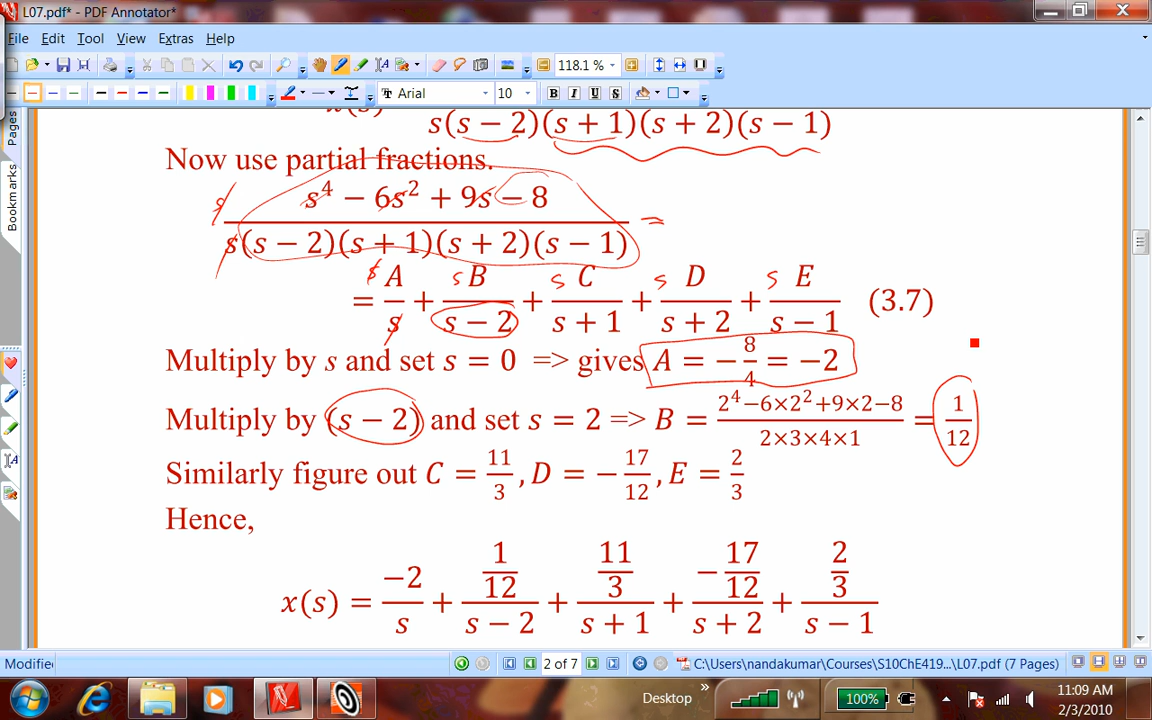 L07.pdf* - PDF Annotator*
File Edit Tool View Extras Help
118.1 %
Arial 10 B I U S
s(s − 2)(s + 1)(s + 2)(s − 1)
Now use partial fractions.
s⁴ − 6s² + 9s − 8
s(s − 2)(s + 1)(s + 2)(s − 1) =
= A/s + B/(s − 2) + C/(s + 1) + D/(s + 2) + E/(s − 1) (3.7)
s s s s s
Multiply by s and set s = 0 => gives A = −8/4 = −2
Multiply by (s − 2) and set s = 2 => B = (2⁴−6×2²+9×2−8)/(2×3×4×1) = 1/12
Similarly figure out C = 11/3, D = −17/12, E = 2/3
Hence,
x(s) = −2/s + (1/12)/(s − 2) + (11/3)/(s + 1) + (−17/12)/(s + 2) + (2/3)/(s − 1)
Pages
Bookmarks
Modified
2 of 7
C:\Users\nandakumar\Courses\S10ChE419...\L07.pdf (7 Pages)
Desktop » 100% 11:09 AM
2/3/2010